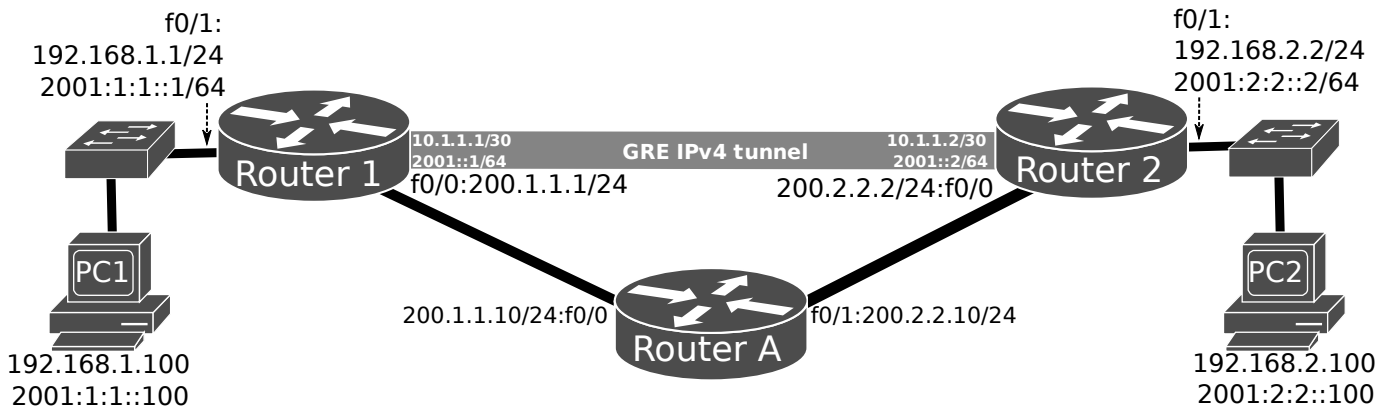 f0/1:
192.168.1.1/24
2001:1:1::1/64
f0/1:
192.168.2.2/24
2001:2:2::2/64
Router 1
10.1.1.1/30
2001::1/64
GRE IPv4 tunnel
10.1.1.2/30
2001::2/64
Router 2
f0/0:200.1.1.1/24
200.2.2.2/24:f0/0
PC1
192.168.1.100
2001:1:1::100
200.1.1.10/24:f0/0
Router A
f0/1:200.2.2.10/24
PC2
192.168.2.100
2001:2:2::100